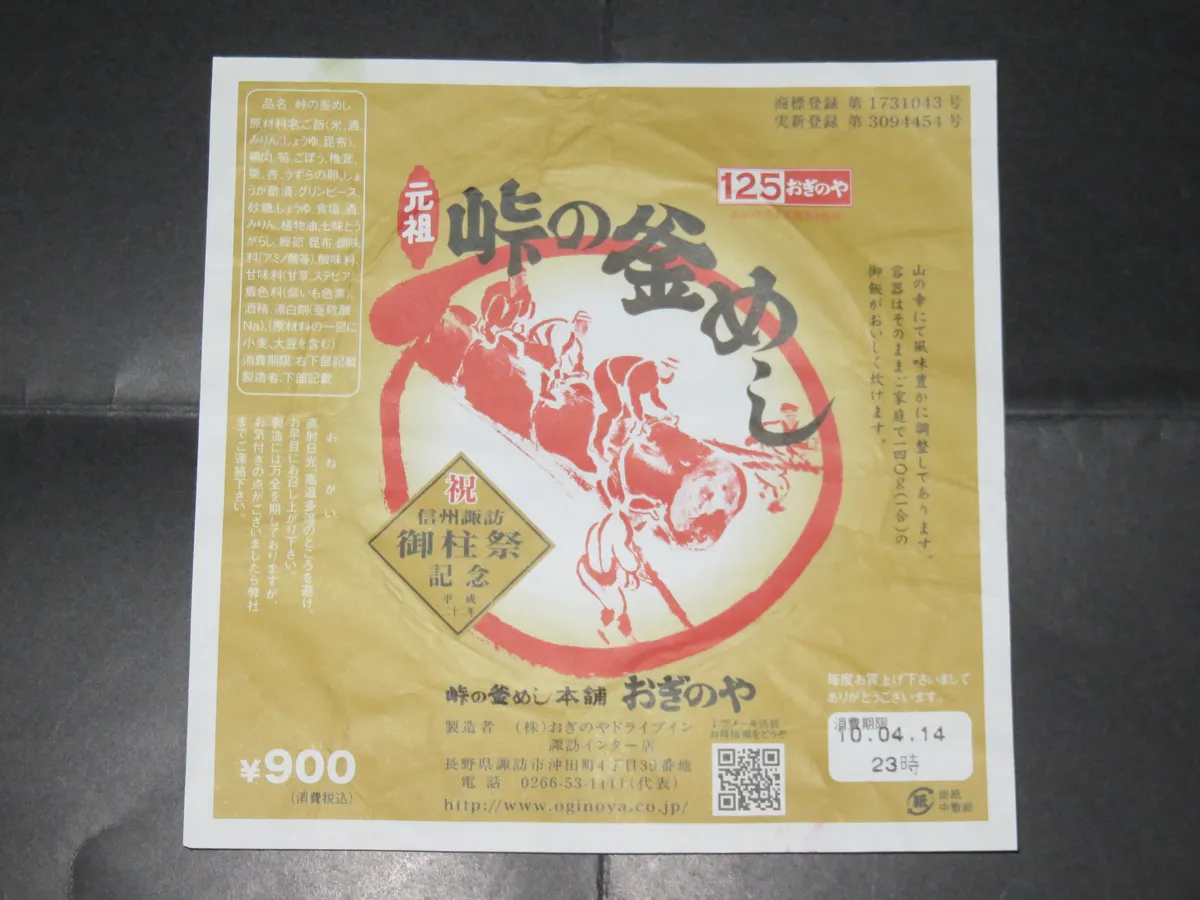 品名 峠の釜めし
原材料名:ご飯(米、酒、
みりん、しょうゆ、昆布)、
鶏肉、筍、ごぼう、椎茸、
栗、杏、うずらの卵、しょ
うが酢漬、グリンピース、
砂糖、しょうゆ、食塩、酒、
みりん、植物油、七味とう
がらし、鰹節、昆布、調味
料(アミノ酸等)、酸味料、
甘味料(甘草、ステビア)、
着色料(紫いも色素)、
酒精、漂白剤(亜硫酸
Na)、(原材料の一部に
小麦、大豆を含む)
消費期限:右下部記載
製造者:下部記載
商標登録 第1731043号
実新登録 第3094454号
元祖
峠の釜めし
125おぎのや
山の幸にて風味豊かに調整してあります。
容器はそのままご家庭で一四〇g(一合)の
御飯がおいしく炊けます。
おねがい
直射日光、高温多湿のところを避け、
お早目にお召し上がり下さい。
製造には万全を期しておりますが、
お気付きの点がございましたら弊社
までご連絡下さい。
祝
信州諏訪
御柱祭
記念
平成
二十二年
峠の釜めし本舗 おぎのや
製造者 (株)おぎのやドライブイン
諏訪インター店
長野県諏訪市沖田町4丁目39番地
電話 0266-53-1111(代表)
http://www.oginoya.co.jp/
毎度お買上げ下さいまして
ありがとうございます。
消費期限
10.04.14
23時
¥900
(消費税込)
紙
掛紙
中敷紙